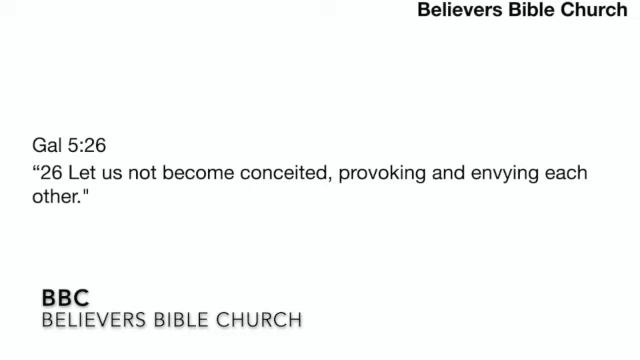 Believers Bible Church
Gal 5:26
“26 Let us not become conceited, provoking and envying each
other."
BBC
BELIEVERS BIBLE CHURCH